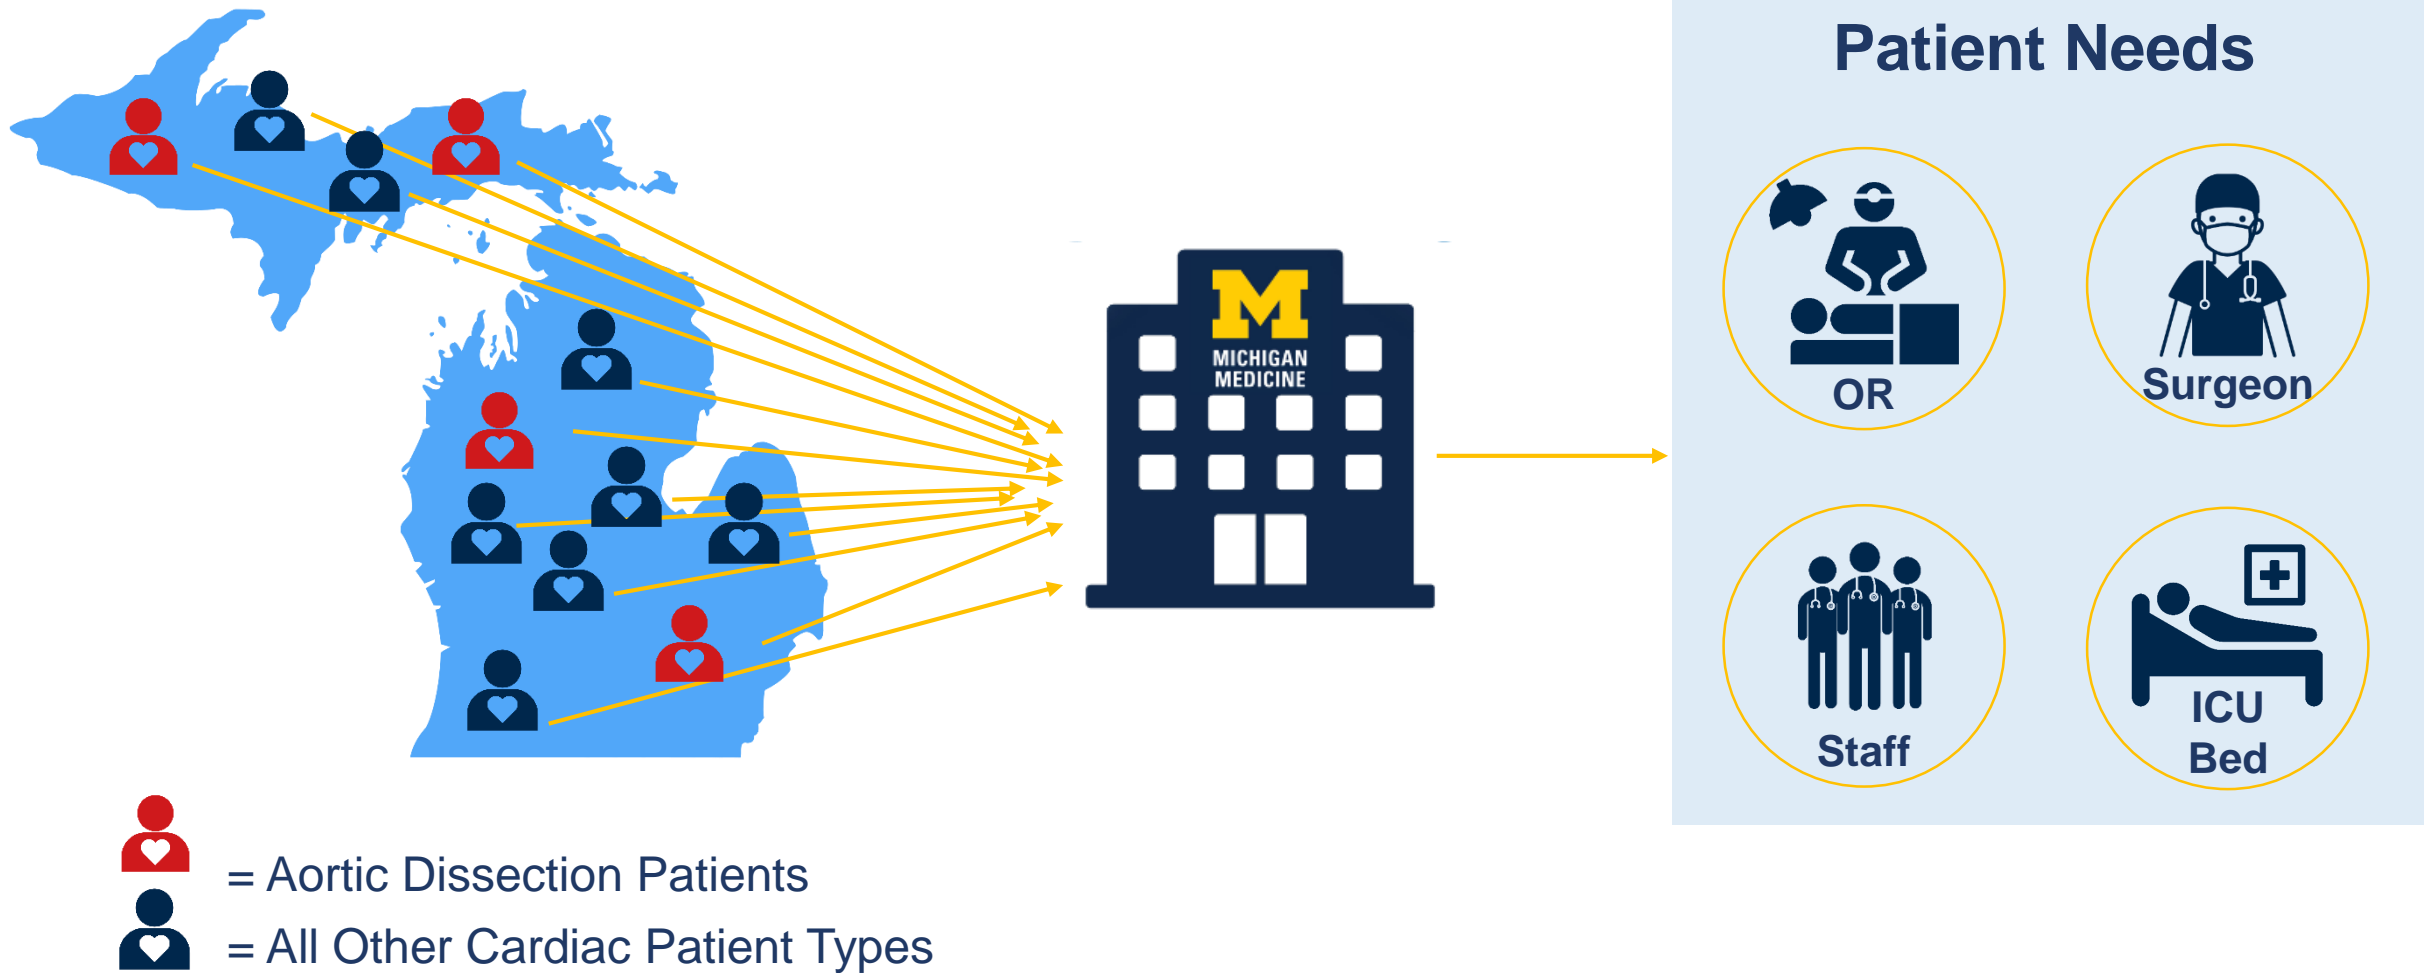 Patient Needs
M
MICHIGAN
MEDICINE
OR
Surgeon
Staff
ICU
Bed
= Aortic Dissection Patients
= All Other Cardiac Patient Types